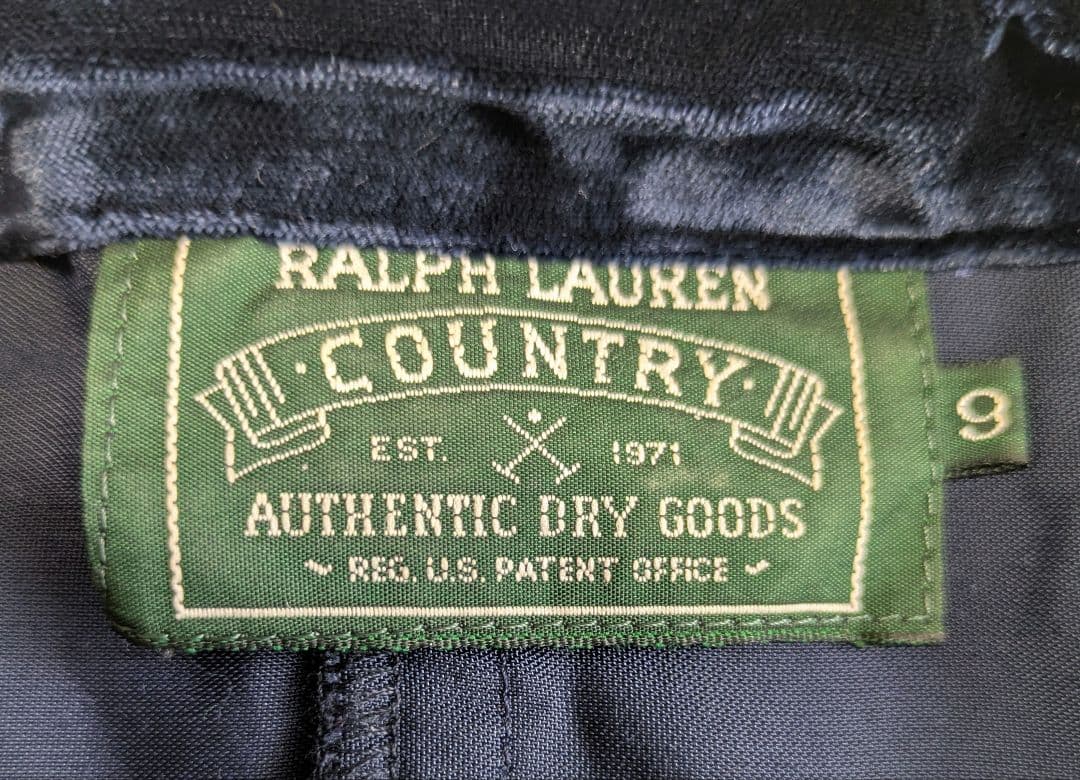 RALPH LAUREN
· COUNTRY ·
EST. 1971
AUTHENTIC DRY GOODS
~ REG. U.S. PATENT OFFICE ~
9